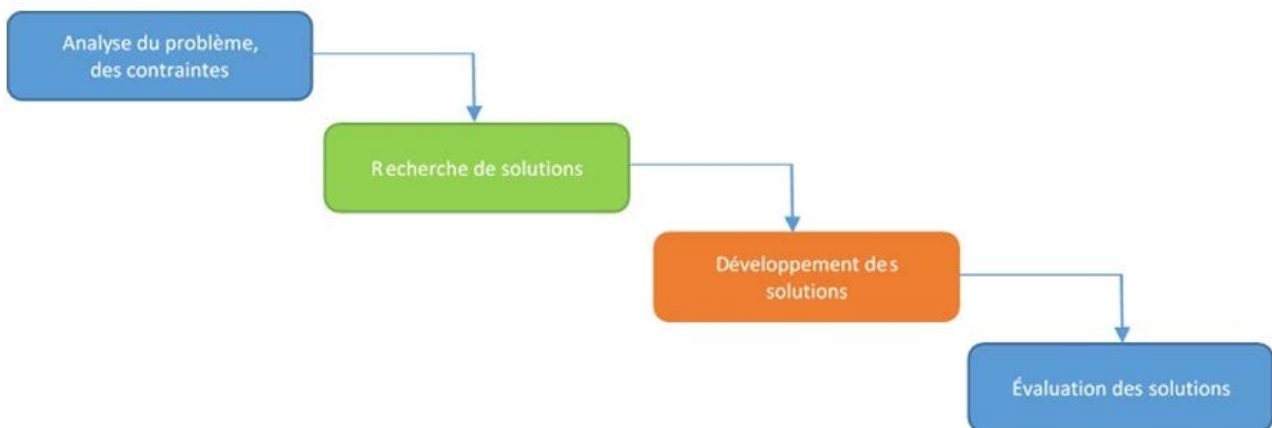 Analyse du problème,
des contraintes
Recherche de solutions
Développement des
solutions
Évaluation des solutions